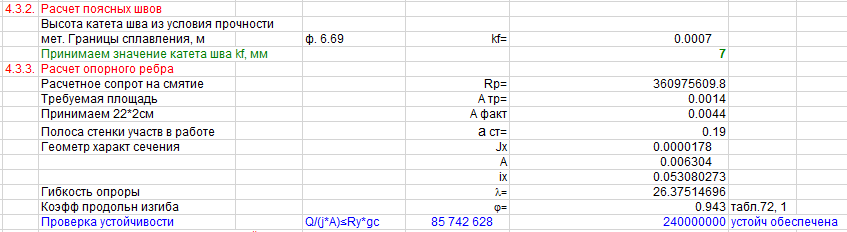 4.3.2. Расчет поясных швов
Высота катета шва из условия прочности
мет. Границы сплавления, м ф. 6.69 kf= 0.0007
Принимаем значение катета шва kf, мм 7
4.3.3. Расчет опорного ребра
Расчетное сопрот на смятие Rp= 360975609.8
Требуемая площадь A тр= 0.0014
Принимаем 22*2см A факт 0.0044
Полоса стенки участв в работе a ст= 0.19
Геометр характ сечения Jx 0.0000178
A 0.006304
ix 0.053080273
Гибкость опроры λ= 26.37514696
Коэфф продольн изгиба φ= 0.943 табл.72, 1
Проверка устойчивости Q/(j*A)≤Ry*gc 85 742 628 240000000 устойч обеспечена